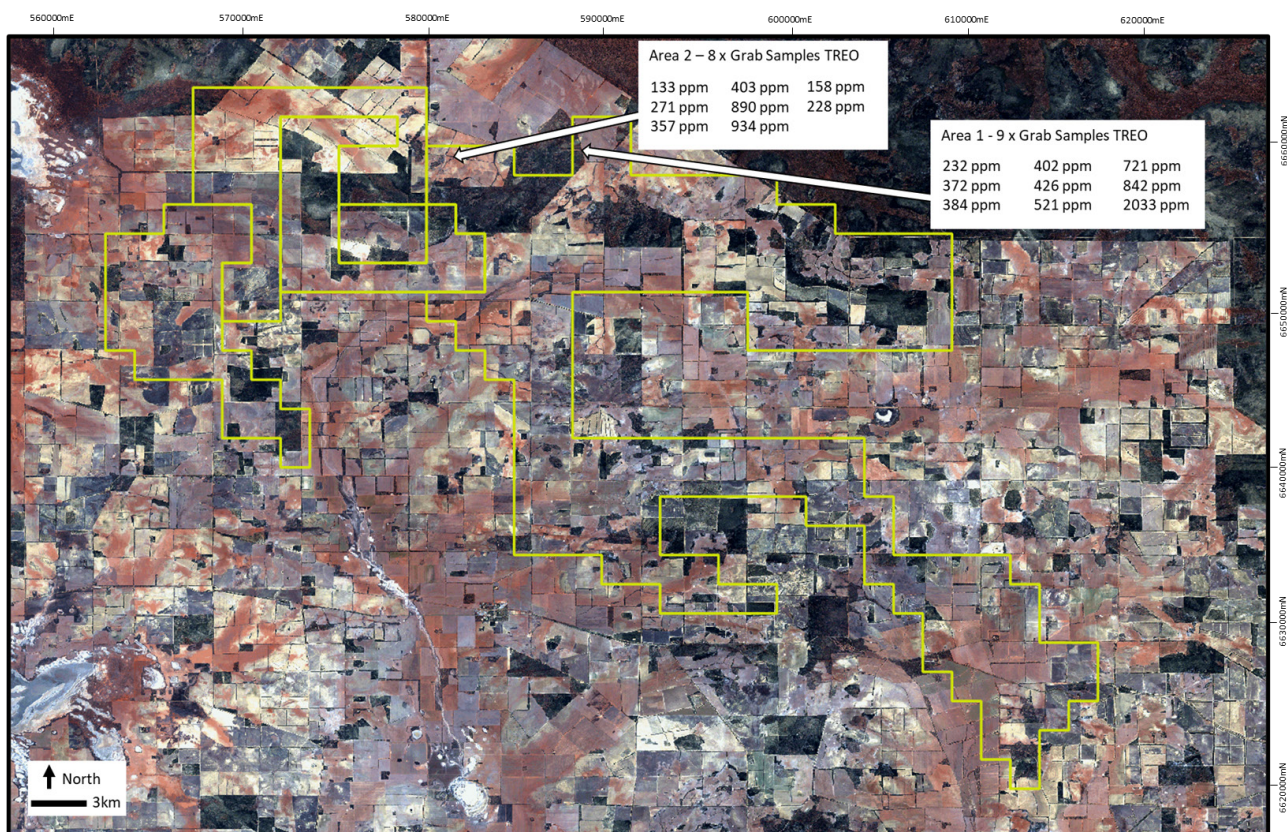 560000mE 570000mE 580000mE 590000mE 600000mE 610000mE 620000mE
Area 2 – 8 x Grab Samples TREO
133 ppm 403 ppm 158 ppm
271 ppm 890 ppm 228 ppm
357 ppm 934 ppm
Area 1 - 9 x Grab Samples TREO
232 ppm 402 ppm 721 ppm
372 ppm 426 ppm 842 ppm
384 ppm 521 ppm 2033 ppm
6660000mN
6650000mN
6640000mN
6630000mN
6620000mN
North
3km